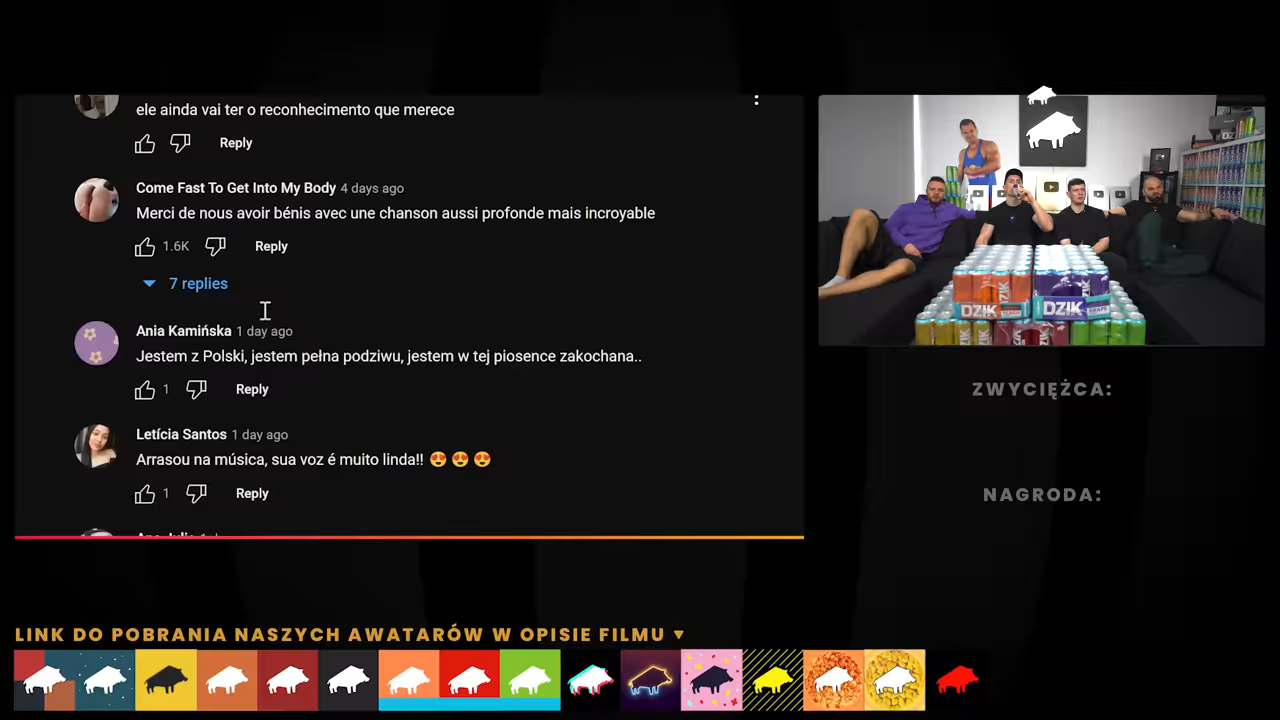 ele ainda vai ter o reconhecimento que merece
Reply
Come Fast To Get Into My Body 4 days ago
Merci de nous avoir bénis avec une chanson aussi profonde mais incroyable
1.6K Reply
7 replies
Ania Kamińska 1 day ago
Jestem z Polski, jestem pełna podziwu, jestem w tej piosence zakochana..
1 Reply
Letícia Santos 1 day ago
Arrasou na música, sua voz é muito linda!! 😍 😍 😍
1 Reply
DZIK DZIK
ZWYCIĘŻCA:
NAGRODA:
LINK DO POBRANIA NASZYCH AWATARÓW W OPISIE FILMU ▼